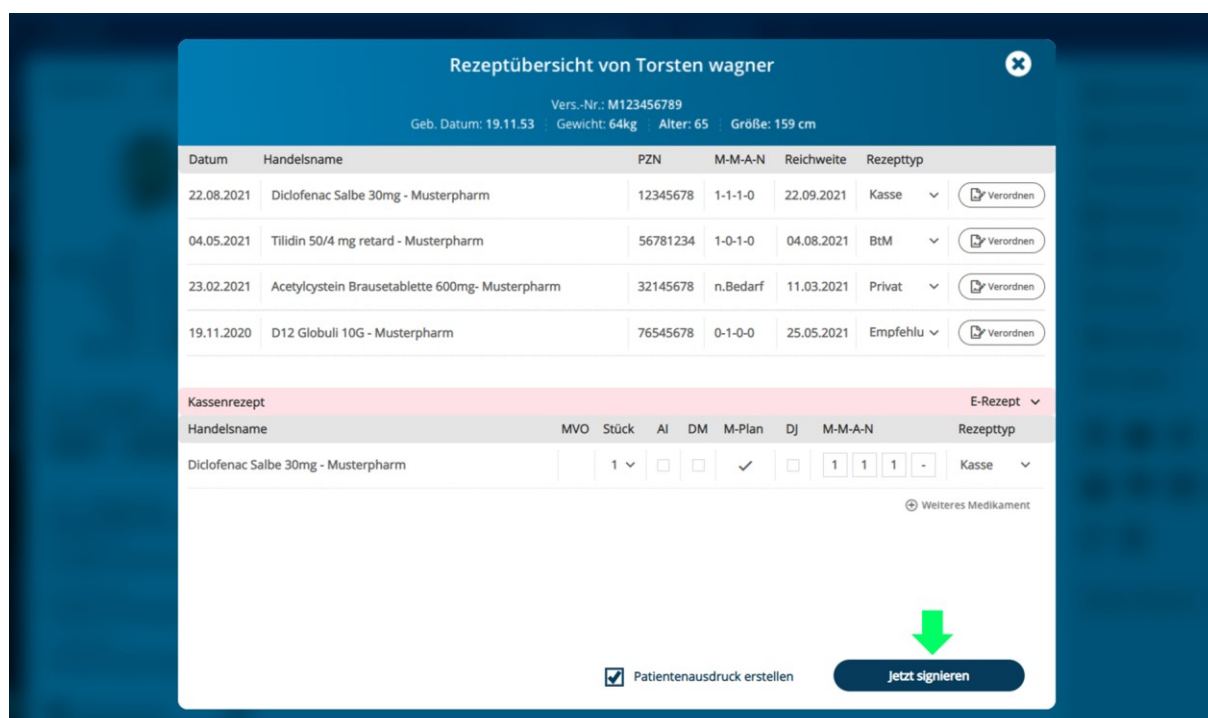 Rezeptübersicht von Torsten wagner
Vers.-Nr.: M123456789
Geb. Datum: 19.11.53 Gewicht: 64kg Alter: 65 Größe: 159 cm
Datum Handelsname PZN M-M-A-N Reichweite Rezepttyp
22.08.2021 Diclofenac Salbe 30mg - Musterpharm 12345678 1-1-1-0 22.09.2021 Kasse Verordnen
04.05.2021 Tilidin 50/4 mg retard - Musterpharm 56781234 1-0-1-0 04.08.2021 BtM Verordnen
23.02.2021 Acetylcystein Brausetablette 600mg- Musterpharm 32145678 n.Bedarf 11.03.2021 Privat Verordnen
19.11.2020 D12 Globuli 10G - Musterpharm 76545678 0-1-0-0 25.05.2021 Empfehlu Verordnen
Kassenrezept E-Rezept
Handelsname MVO Stück AI DM M-Plan DJ M-M-A-N Rezepttyp
Diclofenac Salbe 30mg - Musterpharm 1 1 1 1 - Kasse
Weiteres Medikament
Patientenausdruck erstellen Jetzt signieren